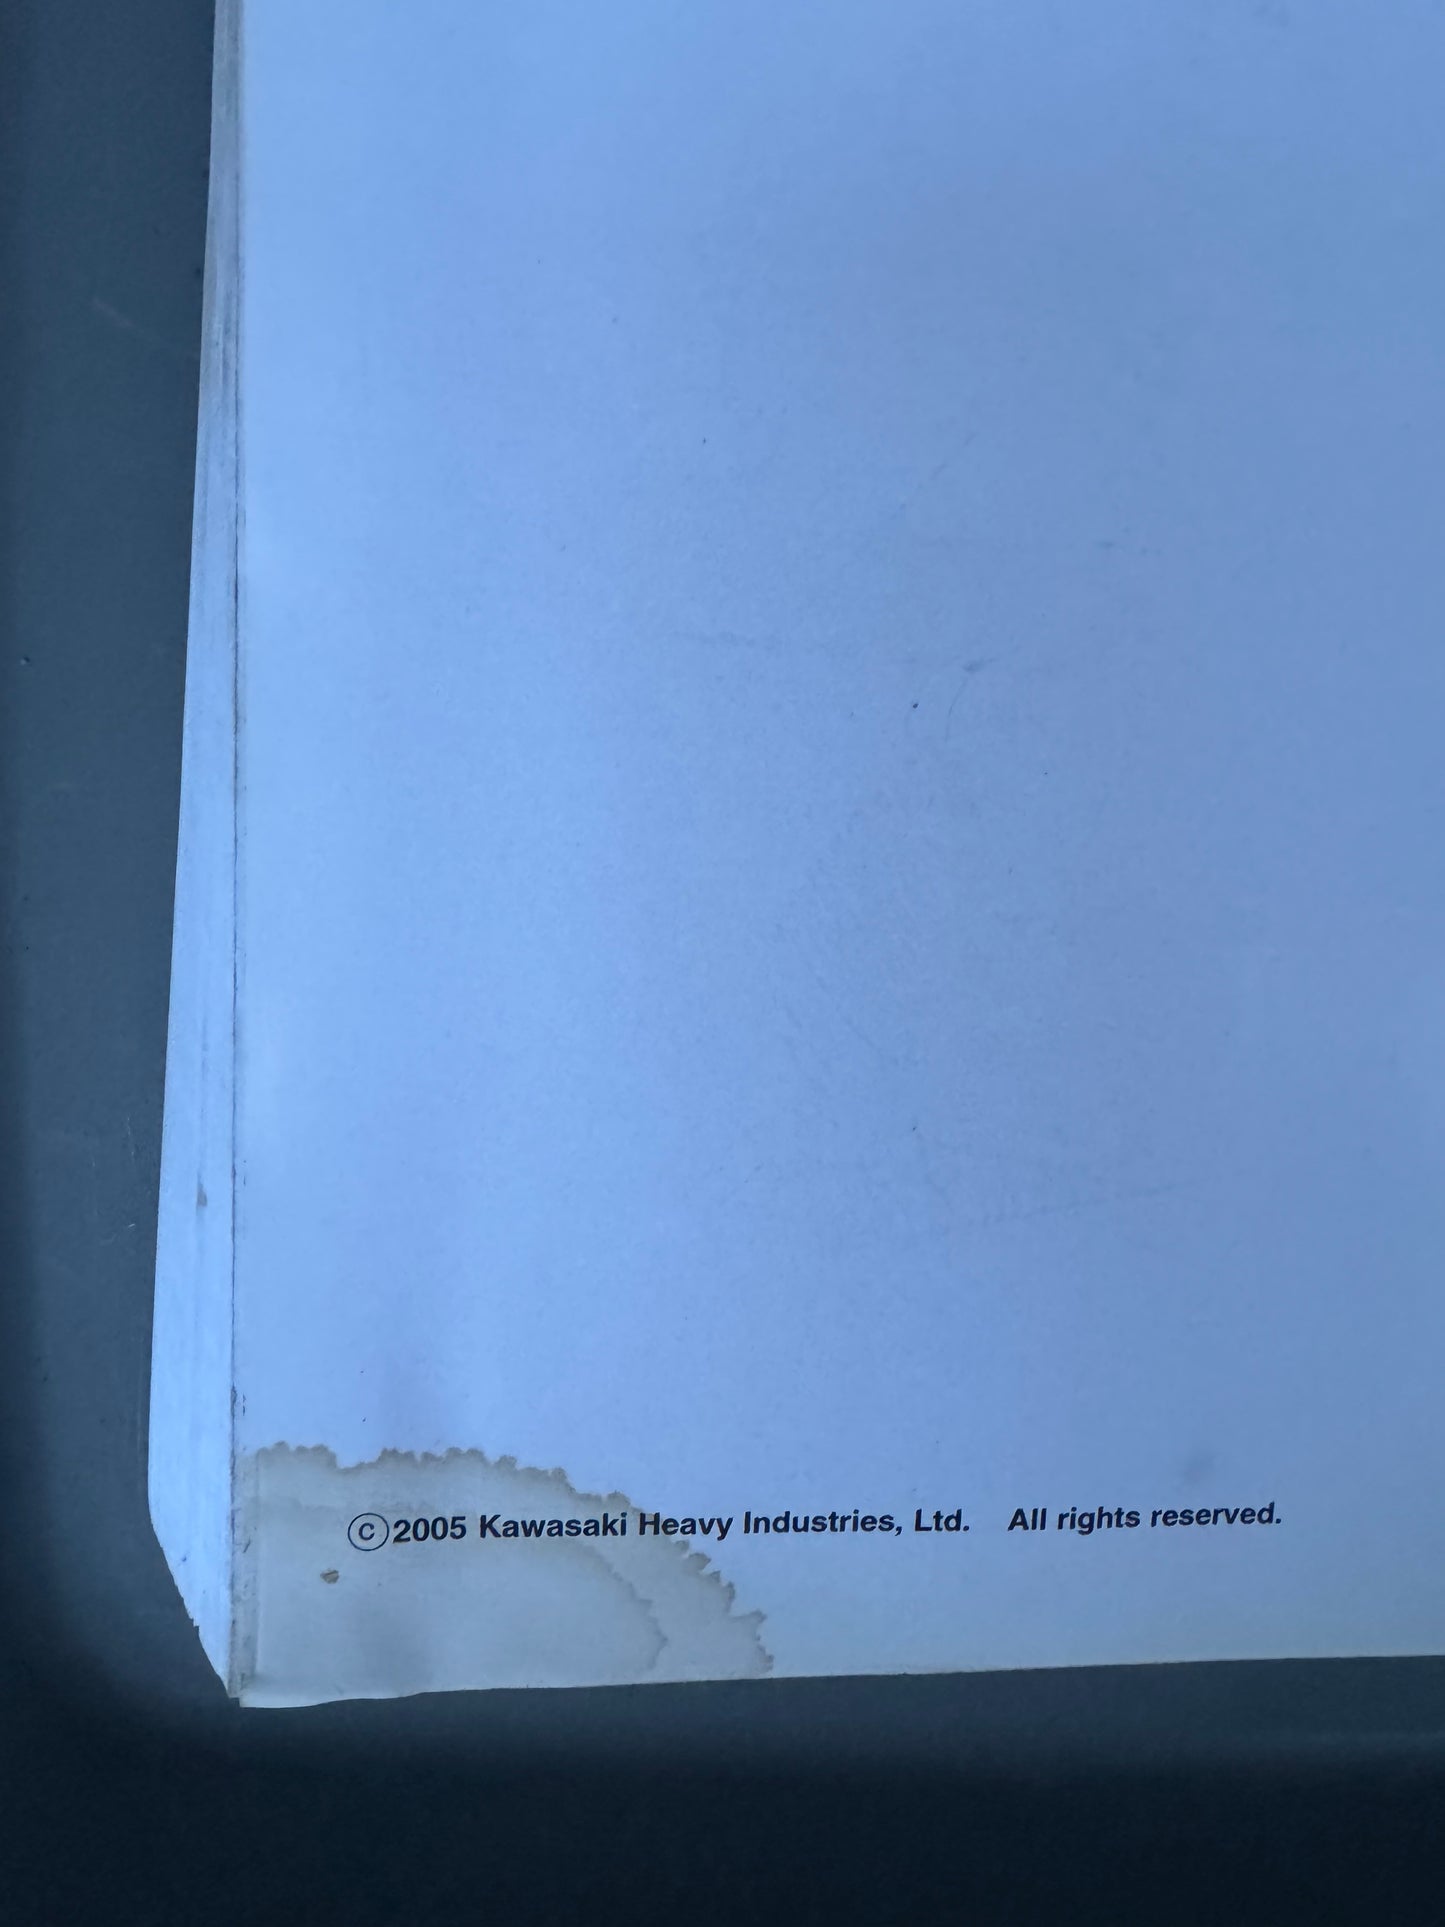 ©2005 Kawasaki Heavy Industries, Ltd. All rights reserved.